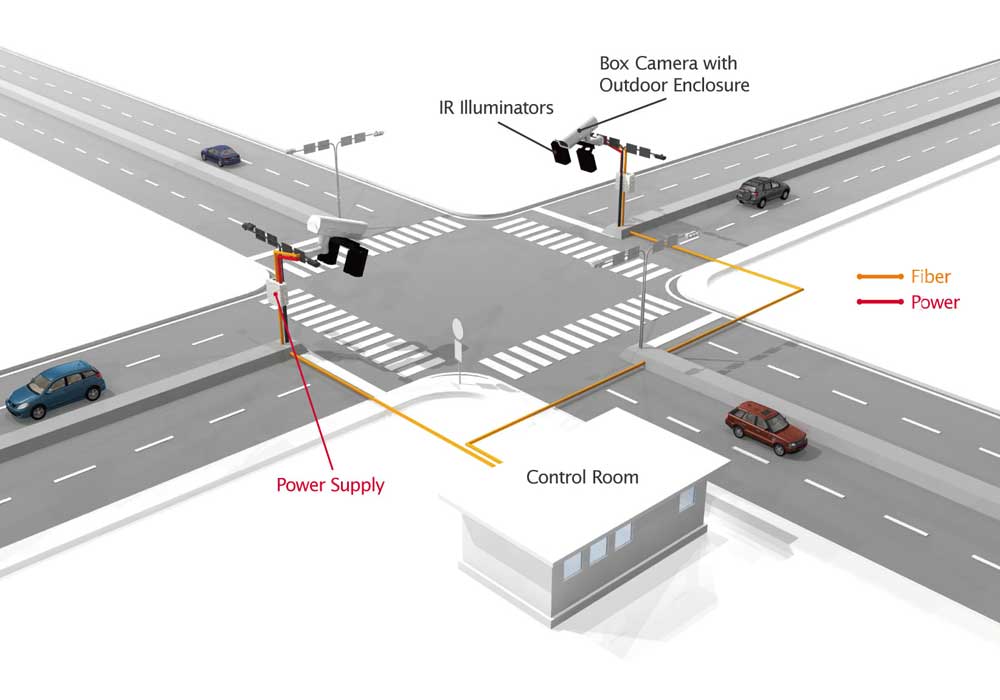 Box Camera with
Outdoor Enclosure
IR Illuminators
Fiber
Power
Power Supply
Control Room